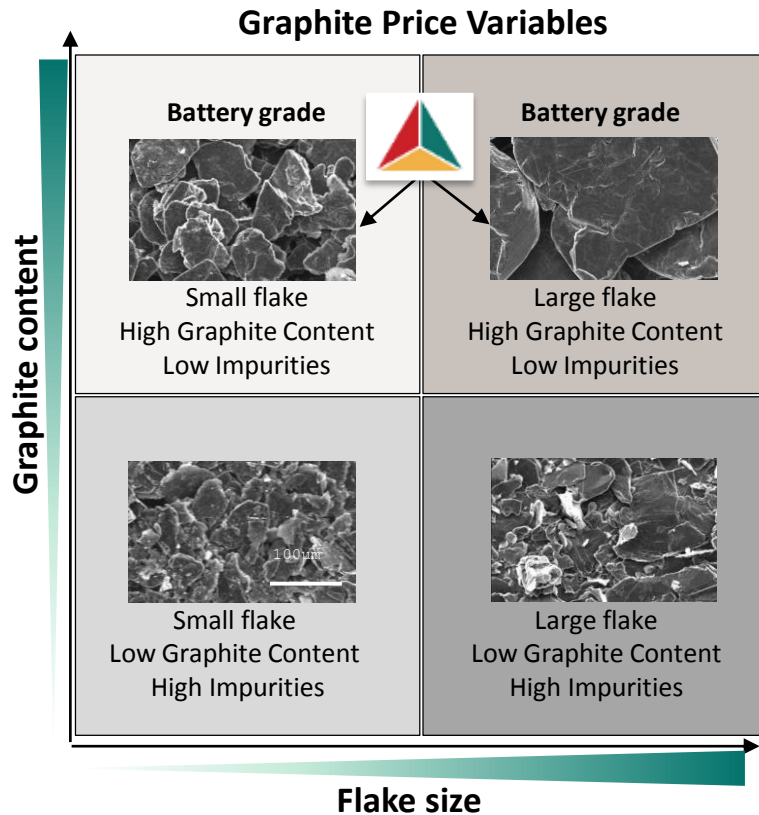 Graphite Price Variables
Graphite content
Battery grade
Small flake
High Graphite Content
Low Impurities
Battery grade
Large flake
High Graphite Content
Low Impurities
100µm
Small flake
Low Graphite Content
High Impurities
Large flake
Low Graphite Content
High Impurities
Flake size